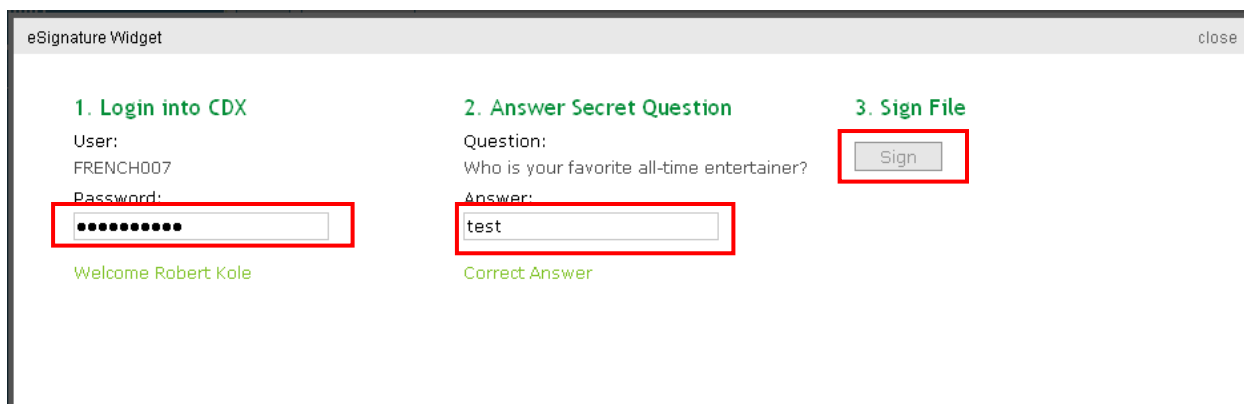 eSignature Widget
close
1. Login into CDX
User:
FRENCH007
Password:
••••••••••
Welcome Robert Kole
2. Answer Secret Question
Question:
Who is your favorite all-time entertainer?
Answer:
test
Correct Answer
3. Sign File
Sign